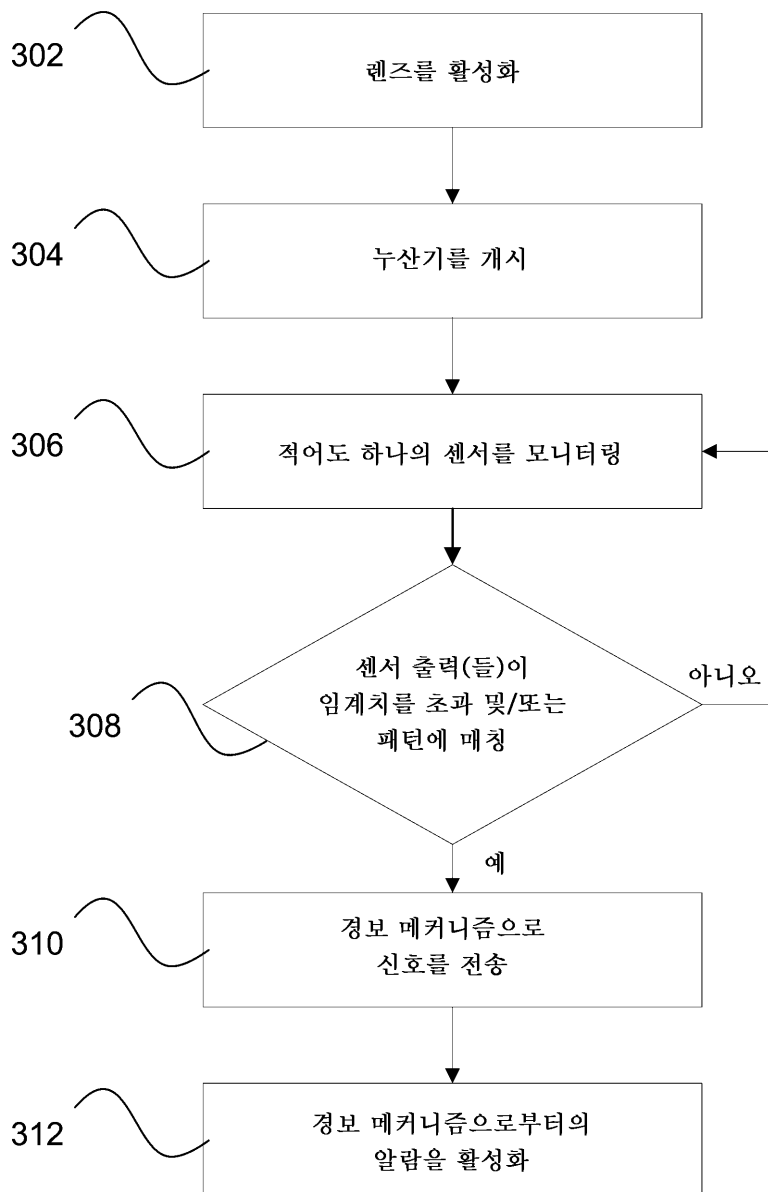 302
렌즈를 활성화
304
누산기를 개시
306
적어도 하나의 센서를 모니터링
308
센서 출력(들)이
임계치를 초과 및/또는
패턴에 매칭
아니오
예
310
경보 메커니즘으로
신호를 전송
312
경보 메커니즘으로부터의
알람을 활성화